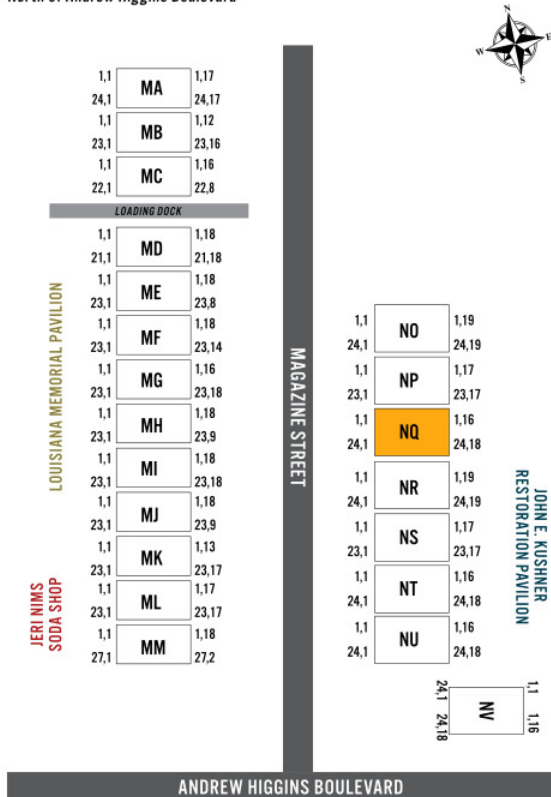 N
W
E
S
1,1 MA 1,17
24,1 24,17
1,1 MB 1,12
23,1 23,16
1,1 MC 1,16
22,1 22,8
LOADING DOCK
1,1 MD 1,18
21,1 21,18
1,1 ME 1,18
23,1 23,8
1,1 MF 1,18
23,1 23,14
1,1 MG 1,16
23,1 23,18
1,1 MH 1,18
23,1 23,9
1,1 MI 1,18
23,1 23,18
1,1 MJ 1,18
23,1 23,9
1,1 MK 1,13
23,1 23,17
1,1 ML 1,17
23,1 23,17
1,1 MM 1,18
27,1 27,2
LOUISIANA MEMORIAL PAVILION
JERI NIMS
SODA SHOP
MAGAZINE STREET
1,1 NO 1,19
24,1 24,19
1,1 NP 1,17
23,1 23,17
1,1 NQ 1,16
24,1 24,18
1,1 NR 1,19
24,1 24,19
1,1 NS 1,17
23,1 23,17
1,1 NT 1,16
24,1 24,18
1,1 NU 1,16
24,1 24,18
1,1 NV 1,16
24,1 24,18
JOHN E. KUSHNER
RESTORATION PAVILION
ANDREW HIGGINS BOULEVARD